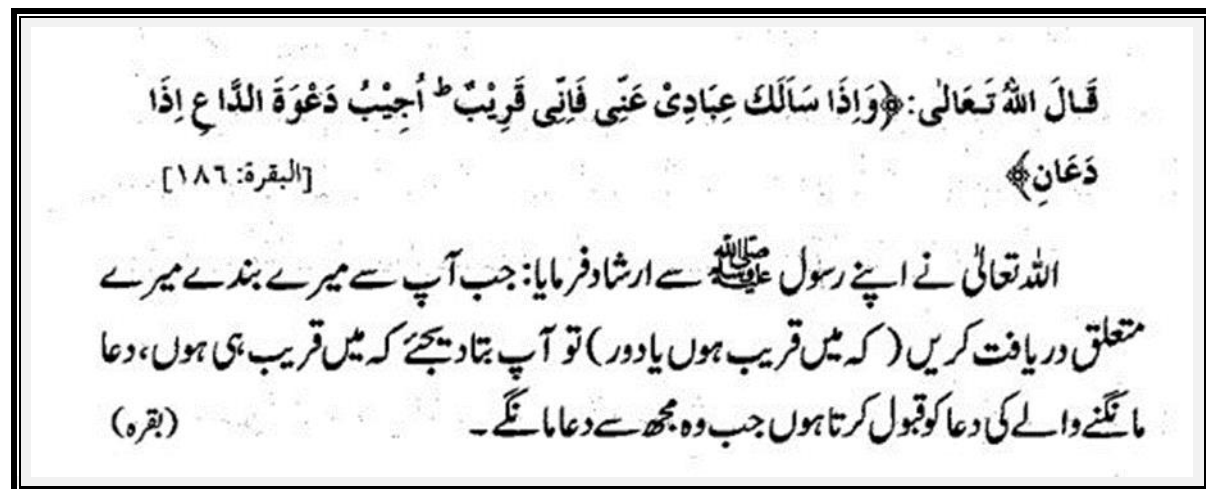 قَالَ اللهُ تَعَالٰى: ﴿وَاِذَا سَاَلَكَ عِبَادِىْ عَنِّى فَاِنِّى قَرِيْبٌ ؕ اُجِيْبُ دَعْوَةَ الدَّاعِ اِذَا
دَعَانِ﴾ [البقرة: ١٨٦]
اللہ تعالیٰ نے اپنے رسول ﷺ سے ارشاد فرمایا: جب آپ سے میرے بندے میرے
متعلق دریافت کریں (کہ میں قریب ہوں یا دور) تو آپ بتادیجئے کہ میں قریب ہی ہوں، دعا
مانگنے والے کی دعا کو قبول کرتا ہوں جب وہ مجھ سے دعا مانگے۔ (بقرہ)